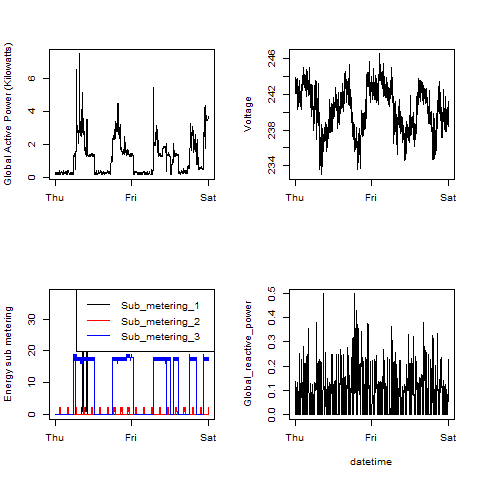 Global Active Power (Kilowatts)
0 2 4 6
Thu Fri Sat
Voltage
234 238 242 246
Thu Fri Sat
Energy sub metering
0 10 20 30
Sub_metering_1
Sub_metering_2
Sub_metering_3
Thu Fri Sat
Global_reactive_power
0.0 0.1 0.2 0.3 0.4 0.5
Thu Fri Sat
datetime